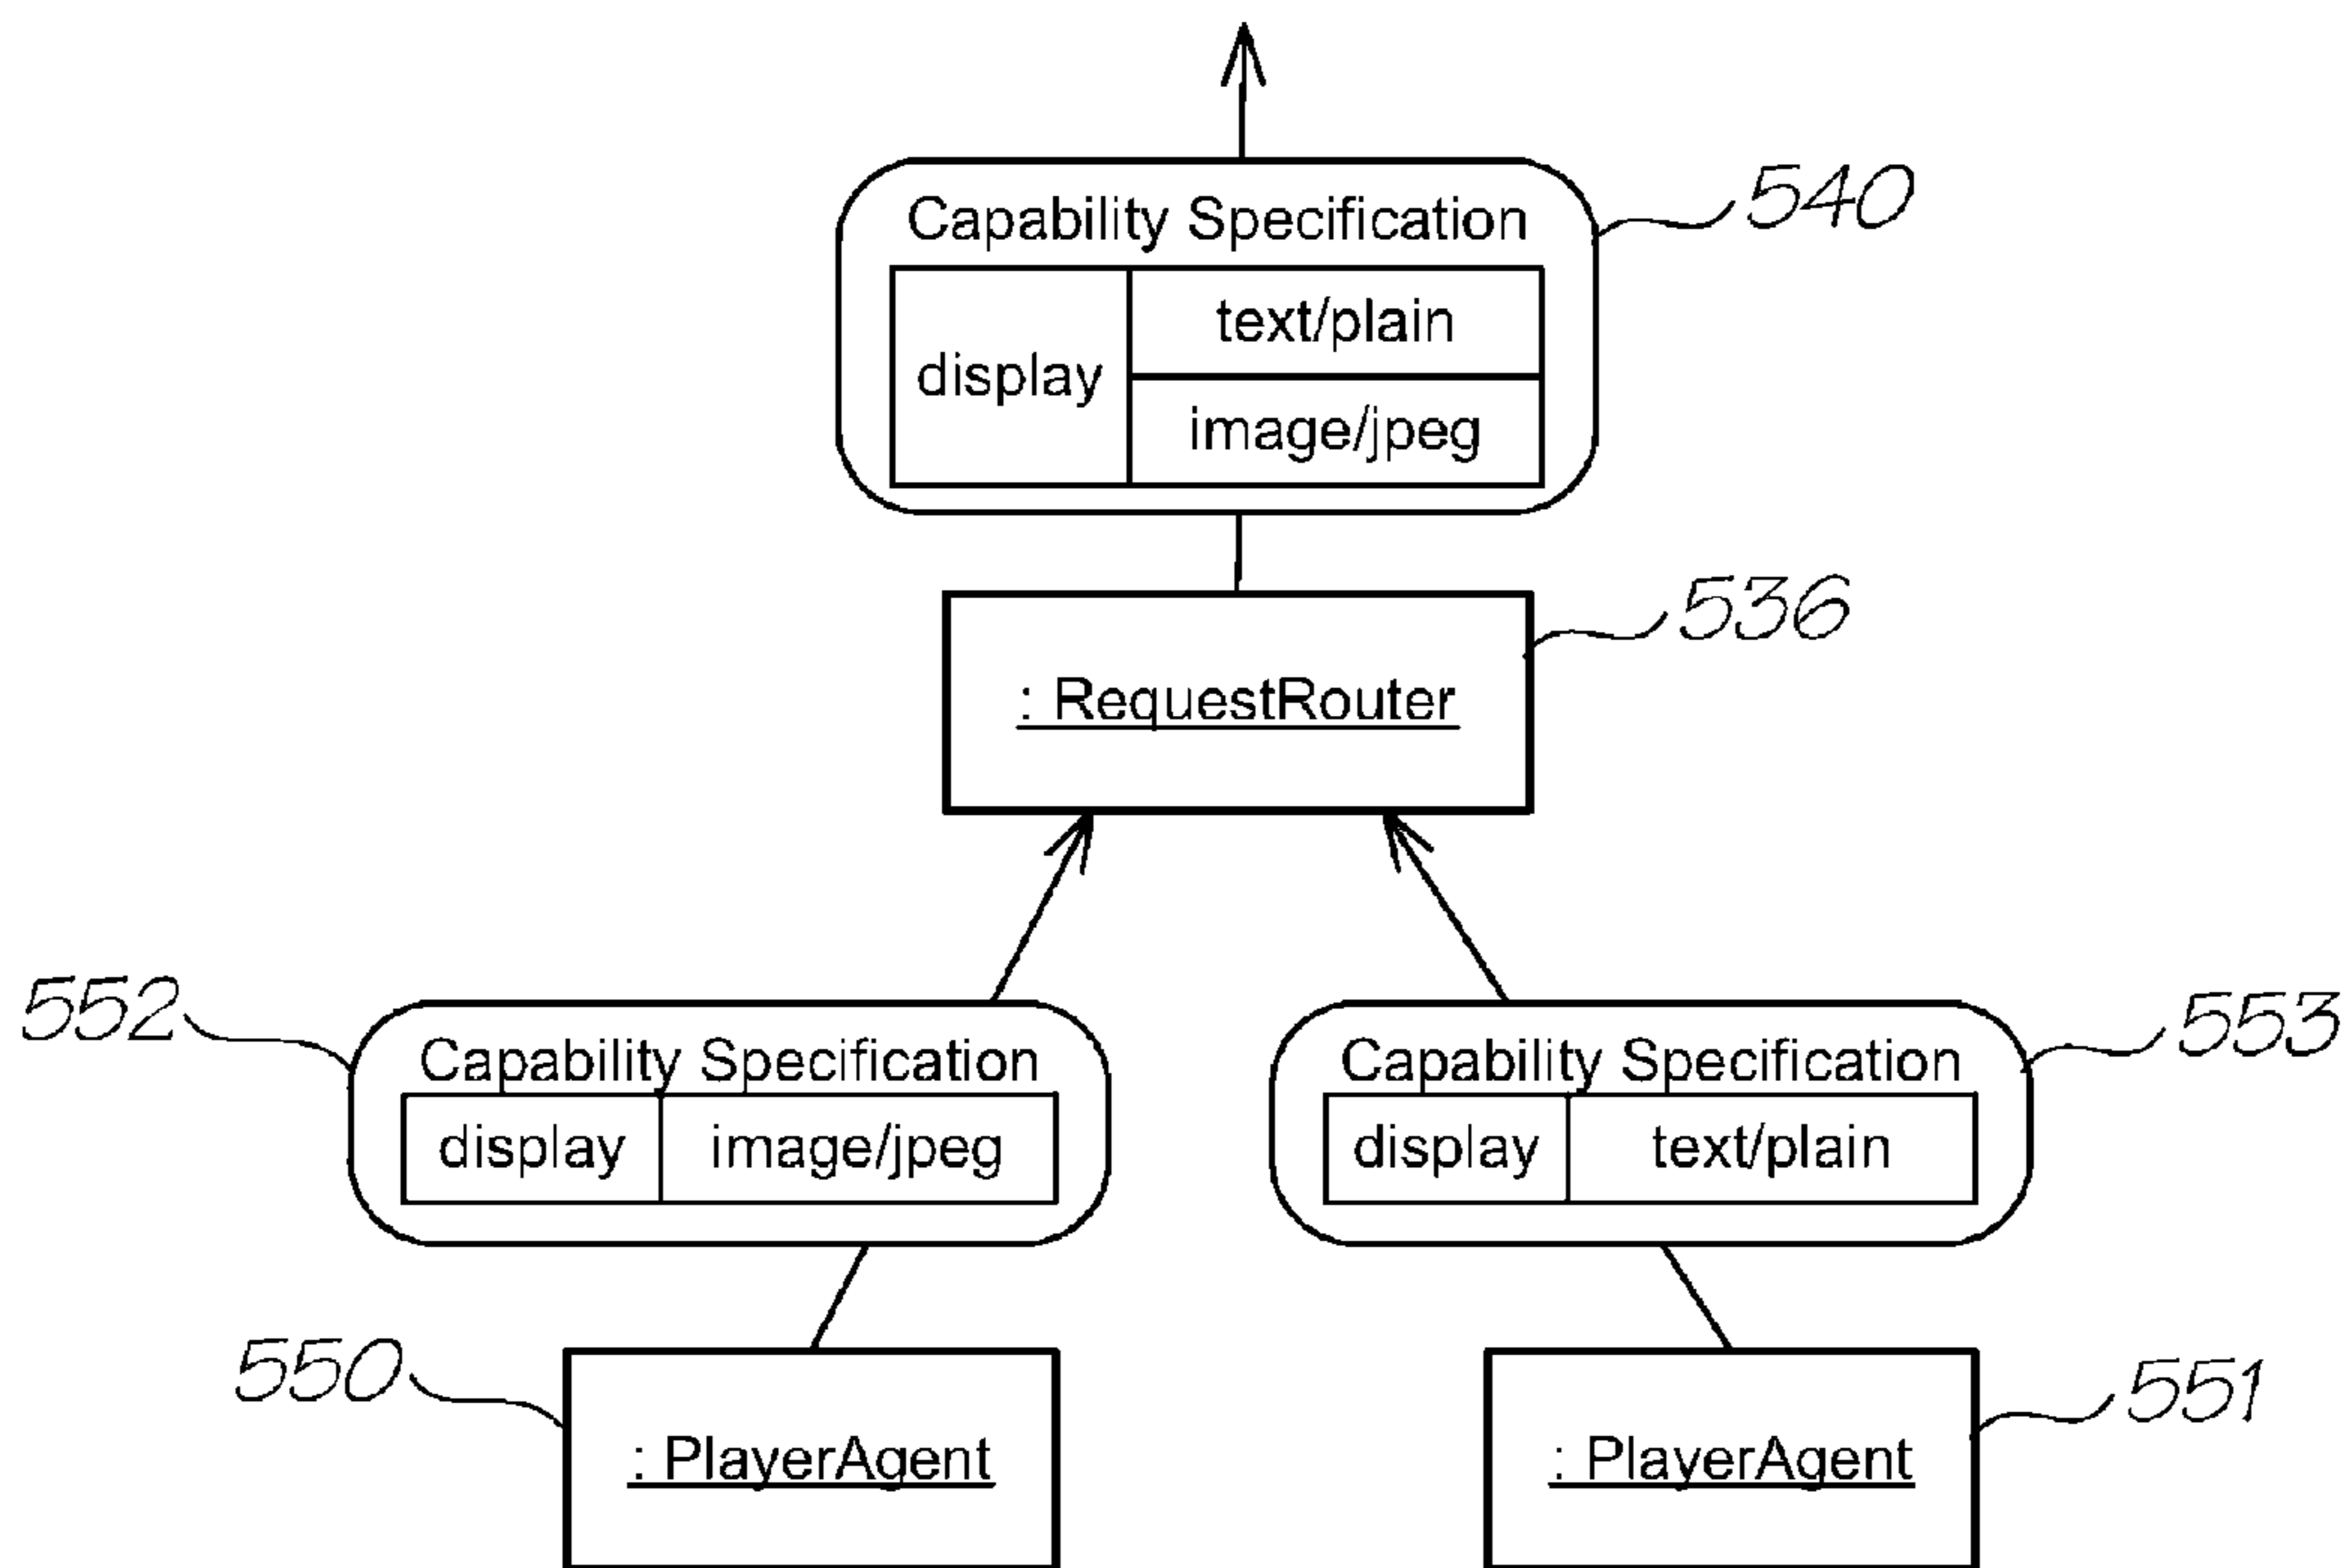 Capability Specification
540
text/plain
display
image/jpeg
536
: RequestRouter
552
553
Capability Specification
display
image/jpeg
Capability Specification
display
text/plain
550
551
: PlayerAgent
: PlayerAgent